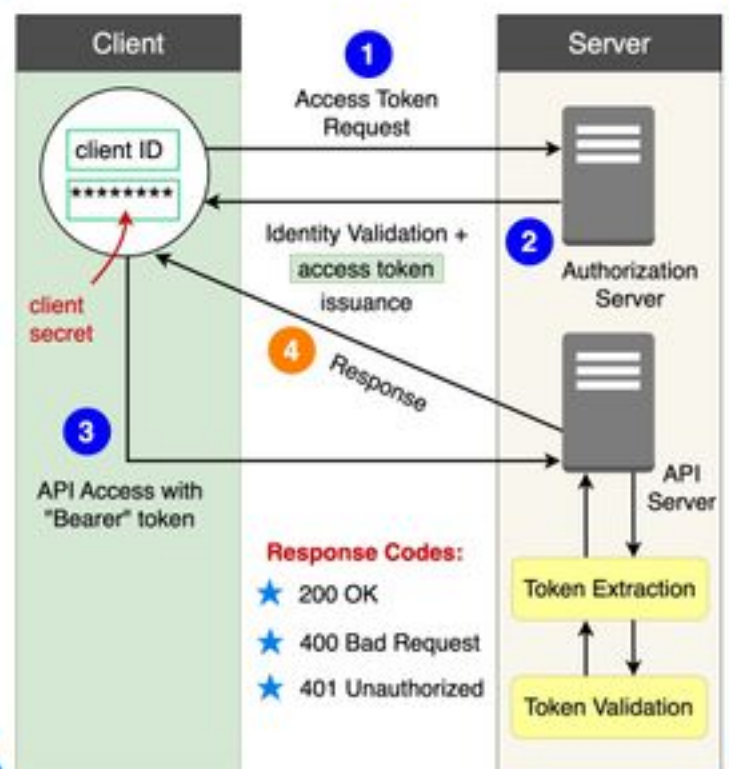 Client
Server
1
Access Token
Request
client ID
********
client
secret
Identity Validation +
access token
issuance
2
Authorization
Server
4
Response
3
API Access with
"Bearer" token
API
Server
Response Codes:
200 OK
400 Bad Request
401 Unauthorized
Token Extraction
Token Validation